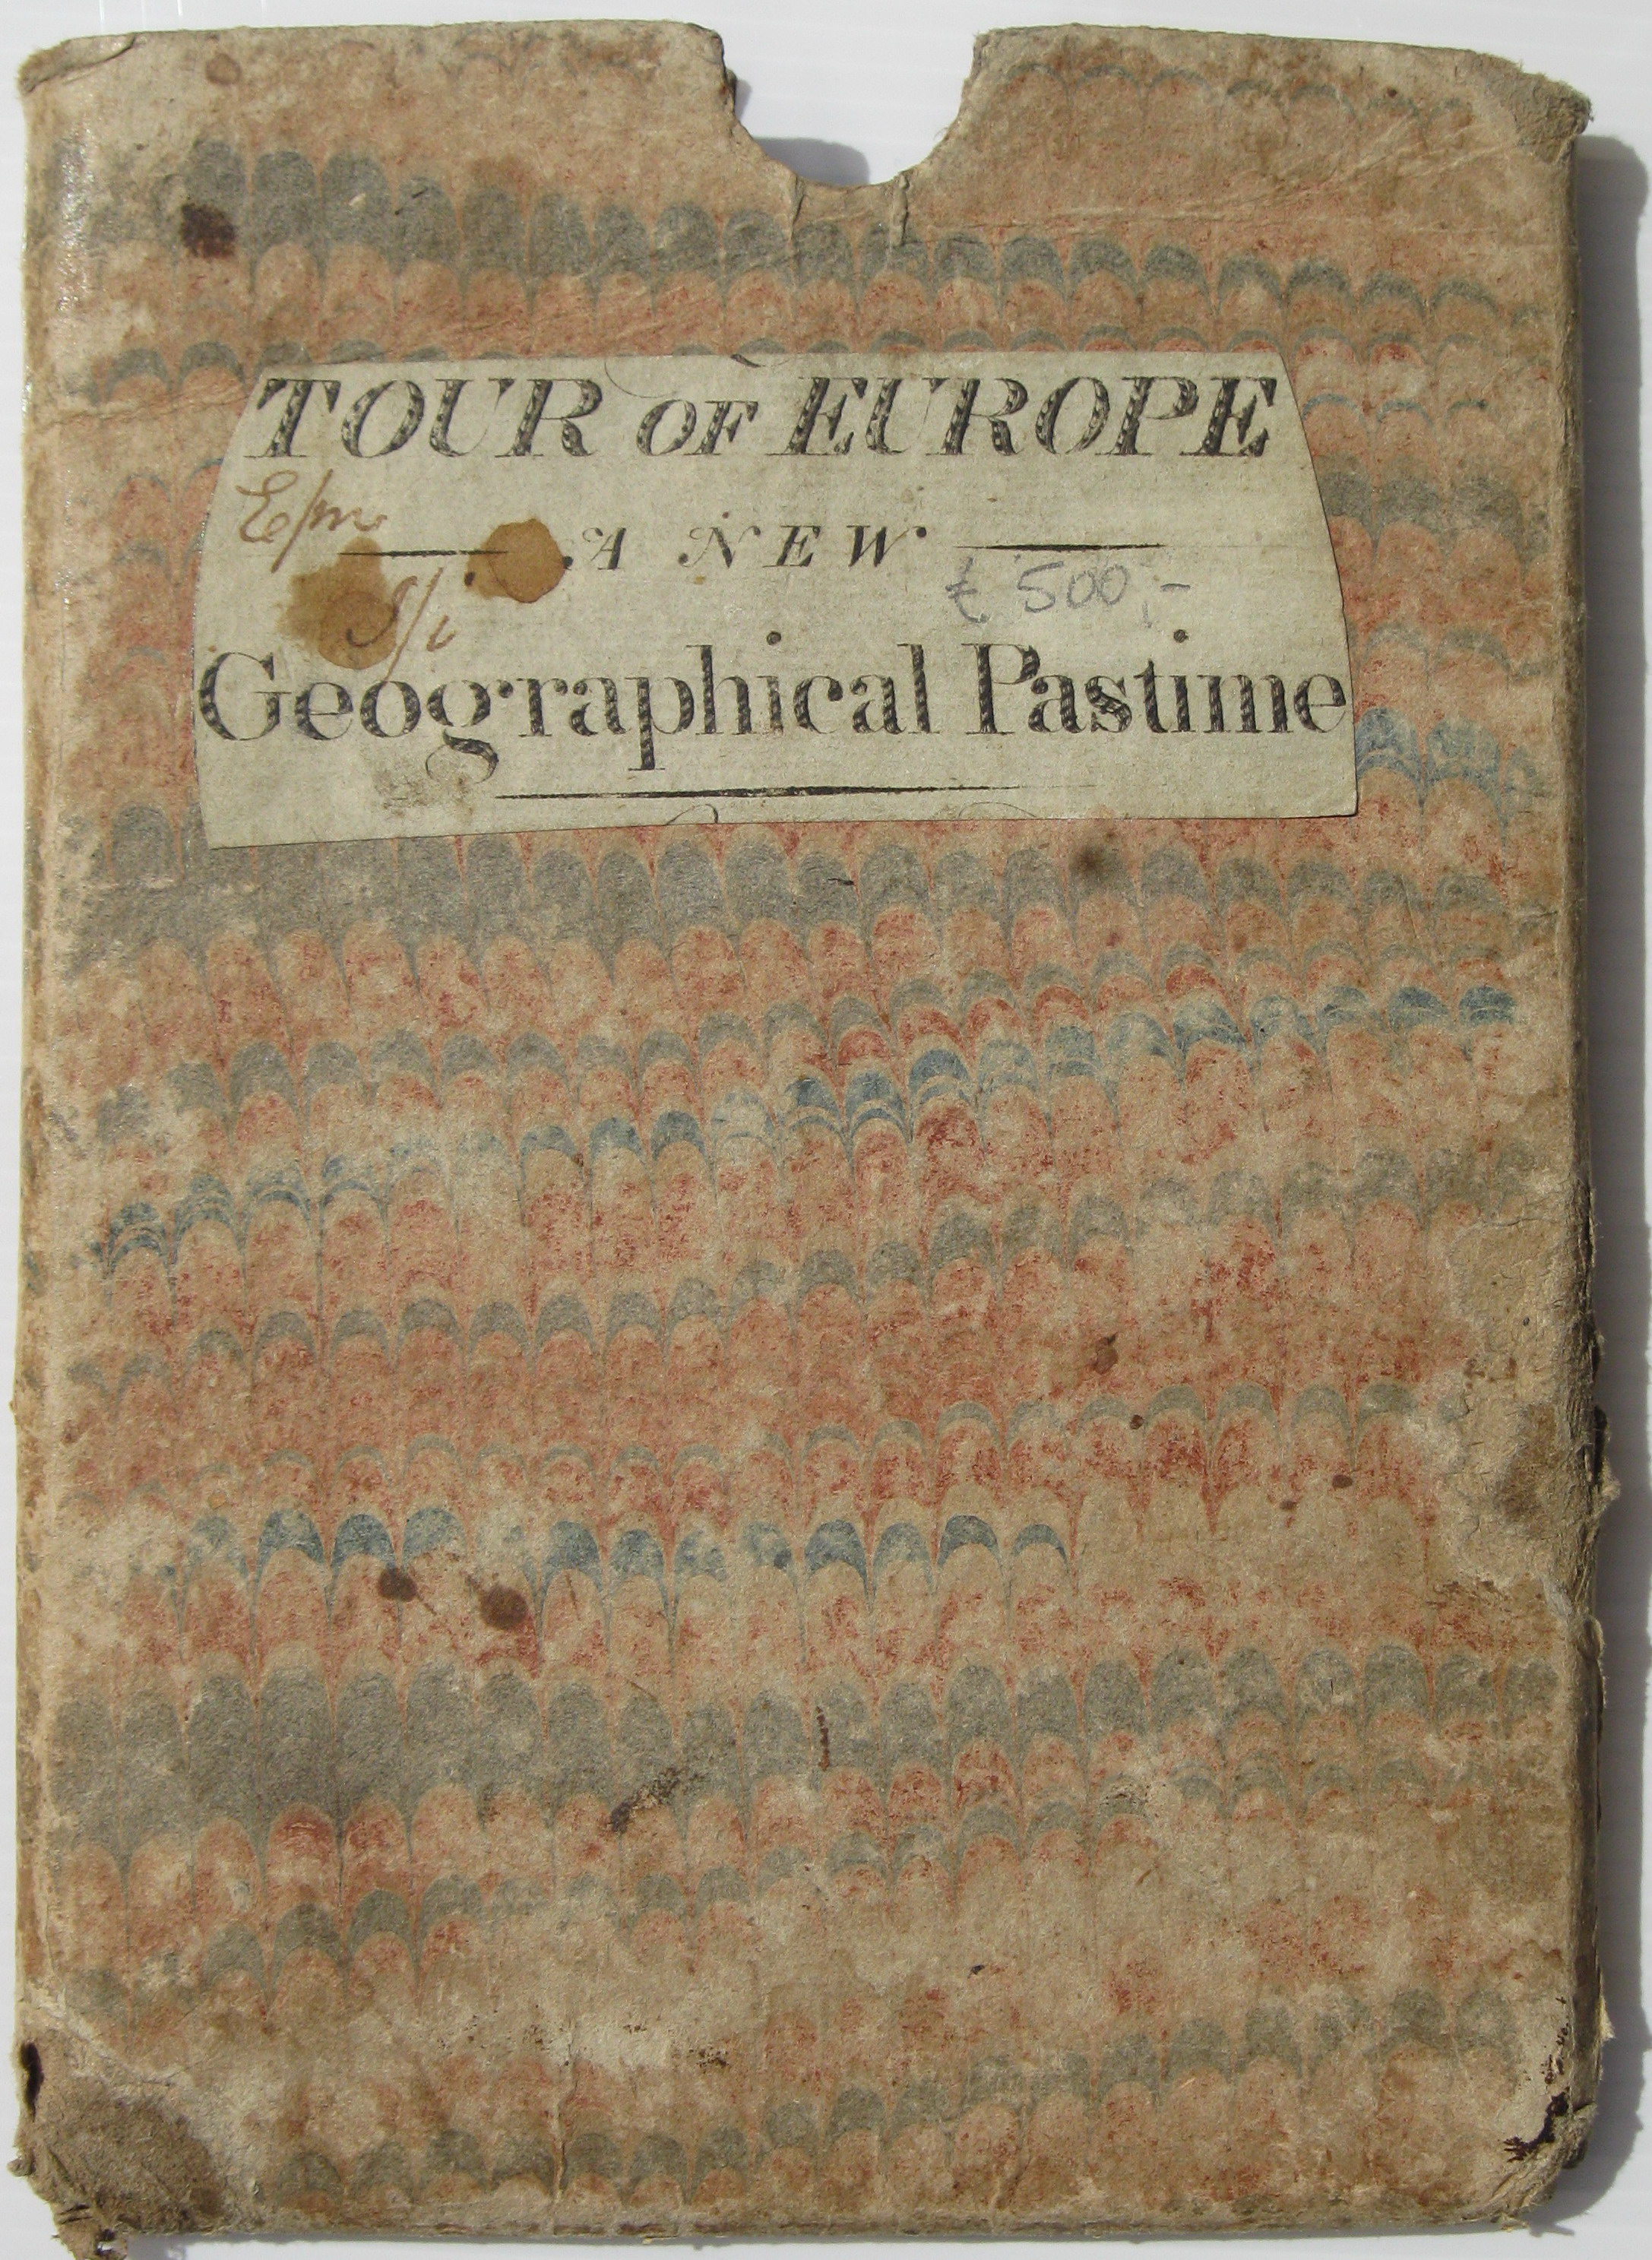 TOUR OF EUROPE
A NEW
£ 500,-
Geographical Pastime